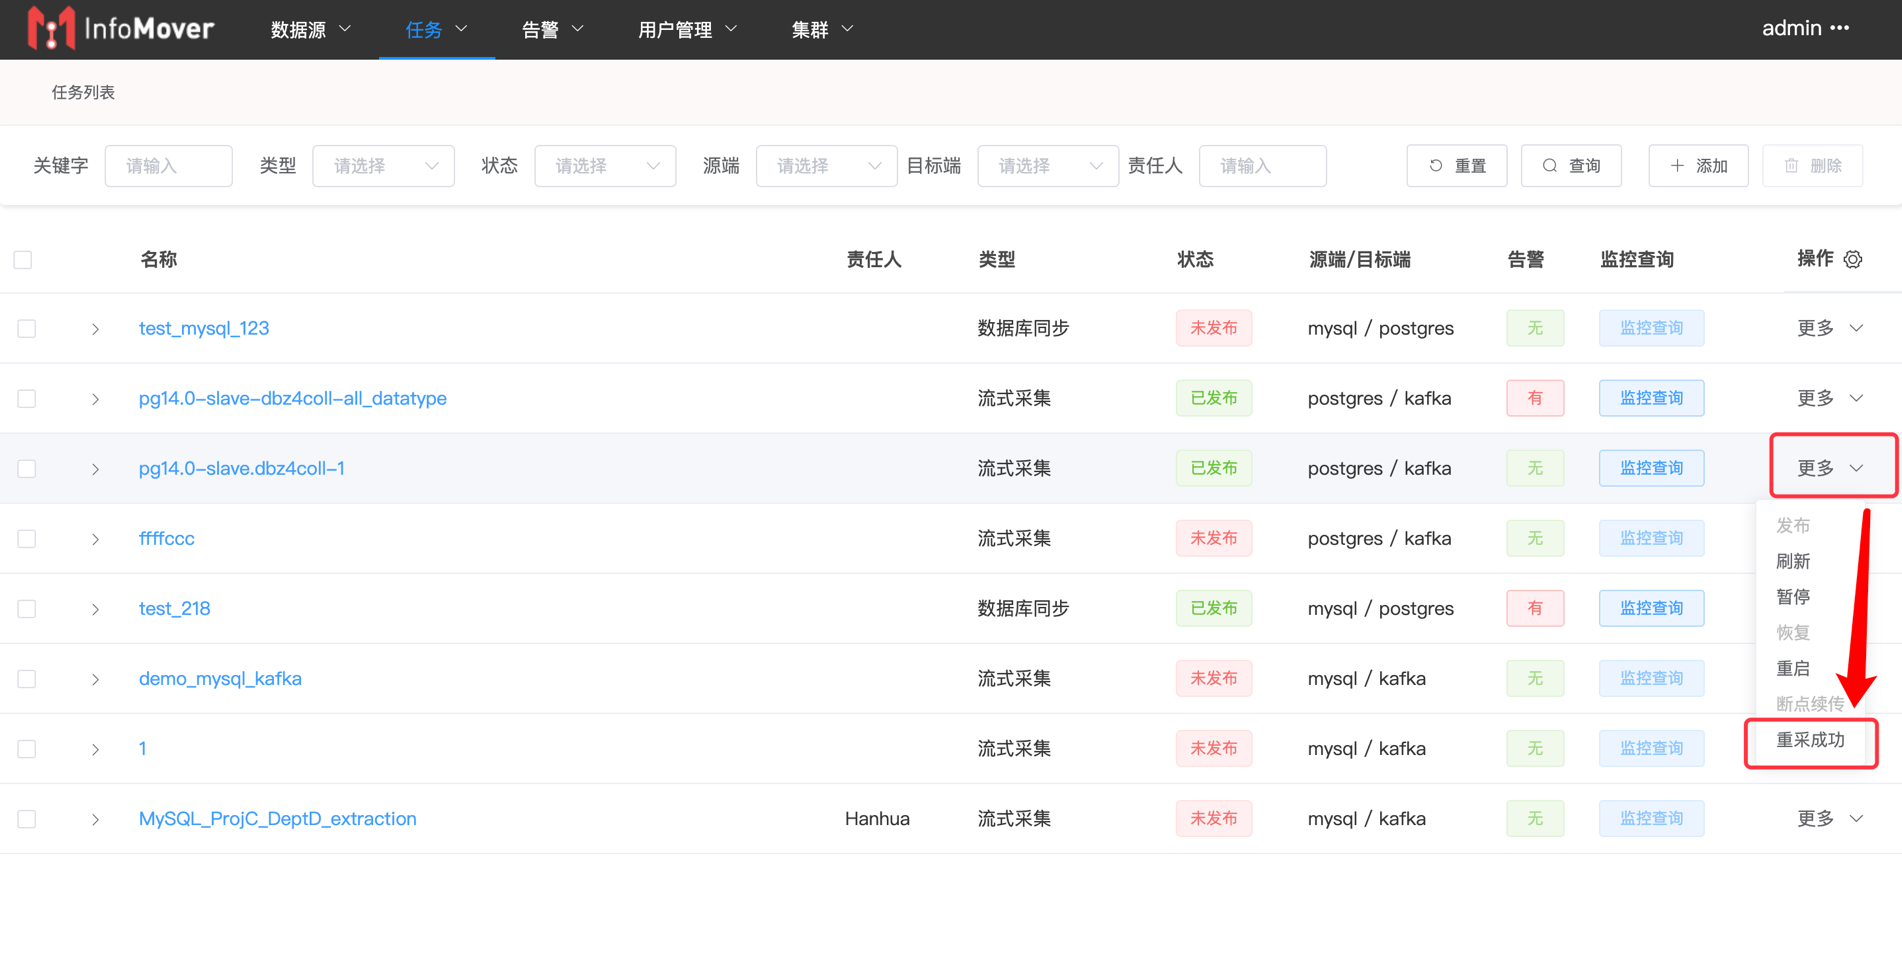 InfoMover 数据源 任务 告警 用户管理 集群 admin ···
任务列表
关键字 请输入 类型 请选择 状态 请选择 源端 请选择 目标端 请选择 责任人 请输入 重置 查询 添加 删除
名称 责任人 类型 状态 源端/目标端 告警 监控查询 操作
test_mysql_123 数据库同步 未发布 mysql / postgres 无 监控查询 更多
pg14.0-slave-dbz4coll-all_datatype 流式采集 已发布 postgres / kafka 有 监控查询 更多
pg14.0-slave.dbz4coll-1 流式采集 已发布 postgres / kafka 无 监控查询 更多
发布
ffffccc 流式采集 未发布 postgres / kafka 无 监控查询
刷新
暂停
test_218 数据库同步 已发布 mysql / postgres 有 监控查询
恢复
重启
demo_mysql_kafka 流式采集 未发布 mysql / kafka 无 监控查询
断点续传
重采成功
1 流式采集 未发布 mysql / kafka 无 监控查询
MySQL_ProjC_DeptD_extraction Hanhua 流式采集 未发布 mysql / kafka 无 监控查询 更多